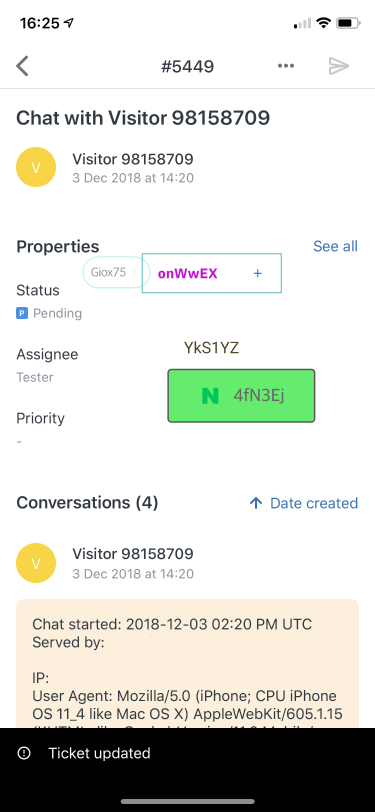 16:25
#5449
Chat with Visitor 98158709
V
Visitor 98158709
3 Dec 2018 at 14:20
Properties
See all
Giox75
onWwEX +
Status
P Pending
YkS1YZ
Assignee
Tester
N 4fN3Ej
Priority
-
Conversations (4)
Date created
V
Visitor 98158709
3 Dec 2018 at 14:20
Chat started: 2018-12-03 02:20 PM UTC
Served by:
IP:
User Agent: Mozilla/5.0 (iPhone; CPU iPhone
OS 11_4 like Mac OS X) AppleWebKit/605.1.15
Ticket updated